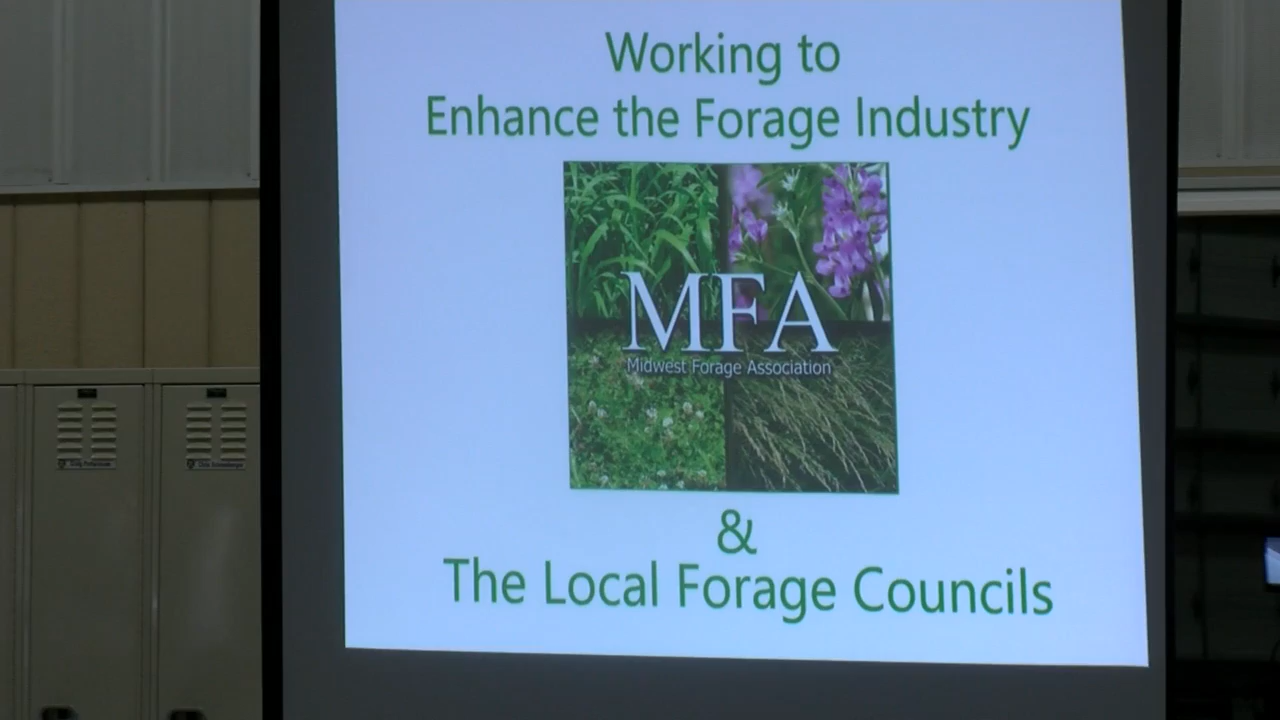 Working to
Enhance the Forage Industry
MFA
Midwest Forage Association
&
The Local Forage Councils